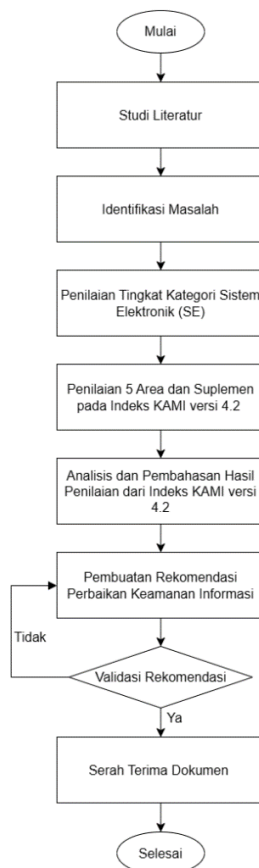 Mulai
Studi Literatur
Identifikasi Masalah
Penilaian Tingkat Kategori Sistem
Elektronik (SE)
Penilaian 5 Area dan Suplemen
pada Indeks KAMI versi 4.2
Analisis dan Pembahasan Hasil
Penilaian dari Indeks KAMI versi
4.2
Pembuatan Rekomendasi
Perbaikan Keamanan Informasi
Tidak
Validasi Rekomendasi
Ya
Serah Terima Dokumen
Selesai